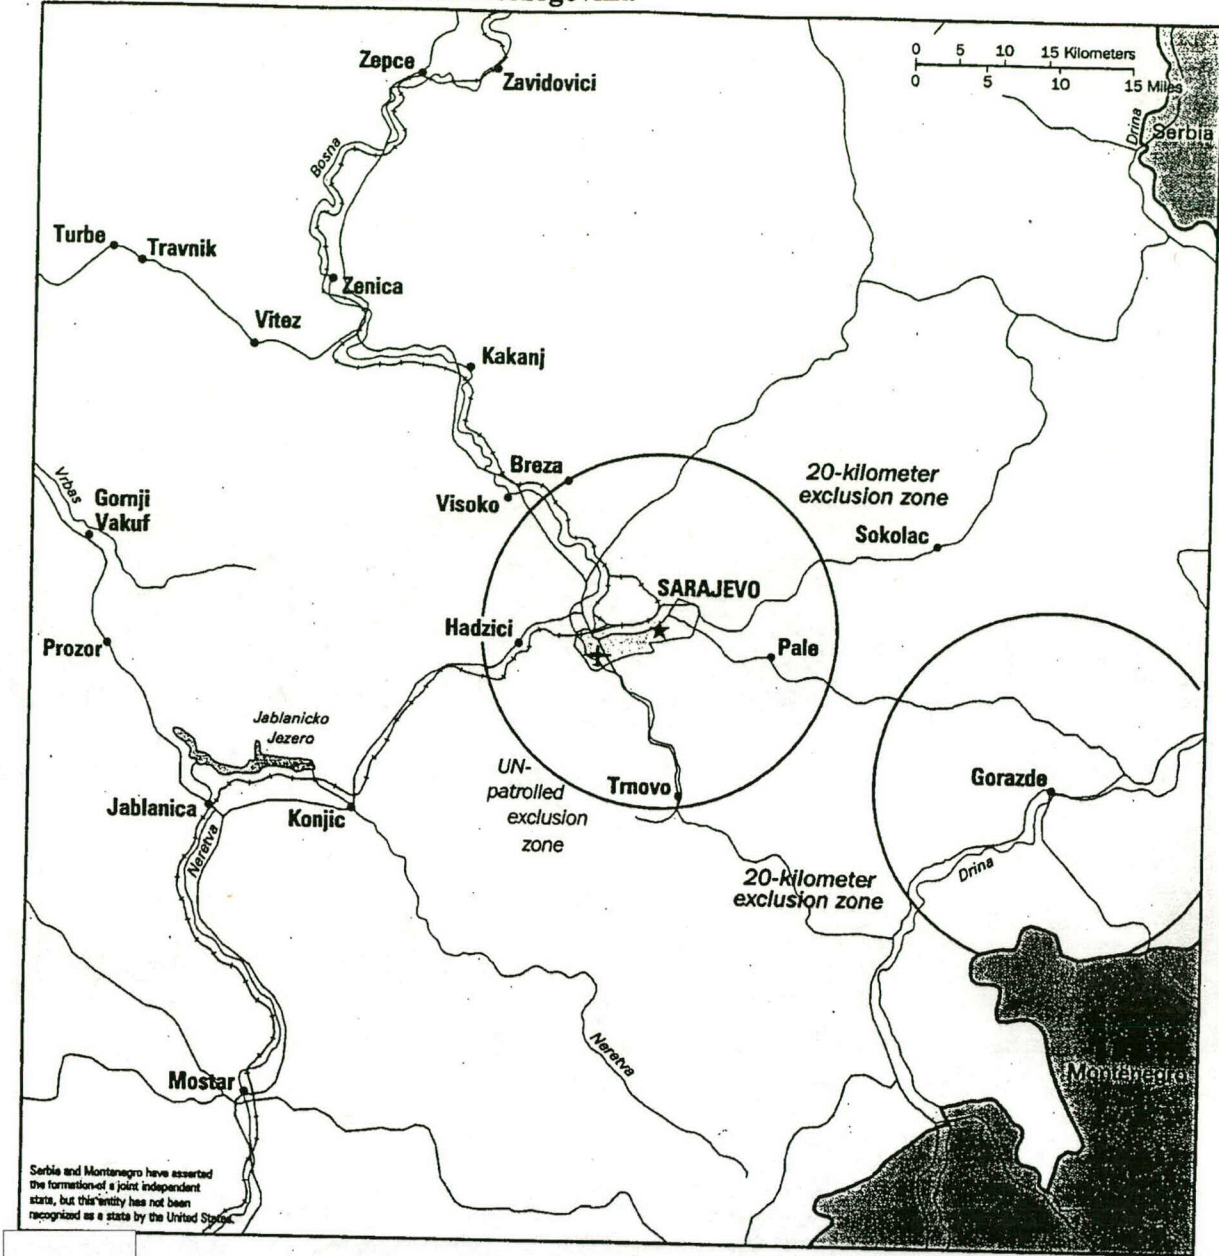 0 5 10 15 Kilometers
0 5 10 15 Miles
Zepce
Zavidovici
Drina
Serbia
Bosna
Turbe
Travnik
Zenica
Vitez
Kakanj
Breza
Visoko
20-kilometer
exclusion zone
Sokolac
Vrbas
Gornji
Vakuf
SARAJEVO
Hadzici
Pale
Prozor
Jablanicko
Jezero
UN-
patrolled
exclusion
zone
Trnovo
Gorazde
Jablanica
Konjic
Neretva
Drina
20-kilometer
exclusion zone
Neretva
Mostar
Montenegro
Serbia and Montenegro have asserted
the formation of a joint independent
state, but this entity has not been
recognized as a state by the United States.